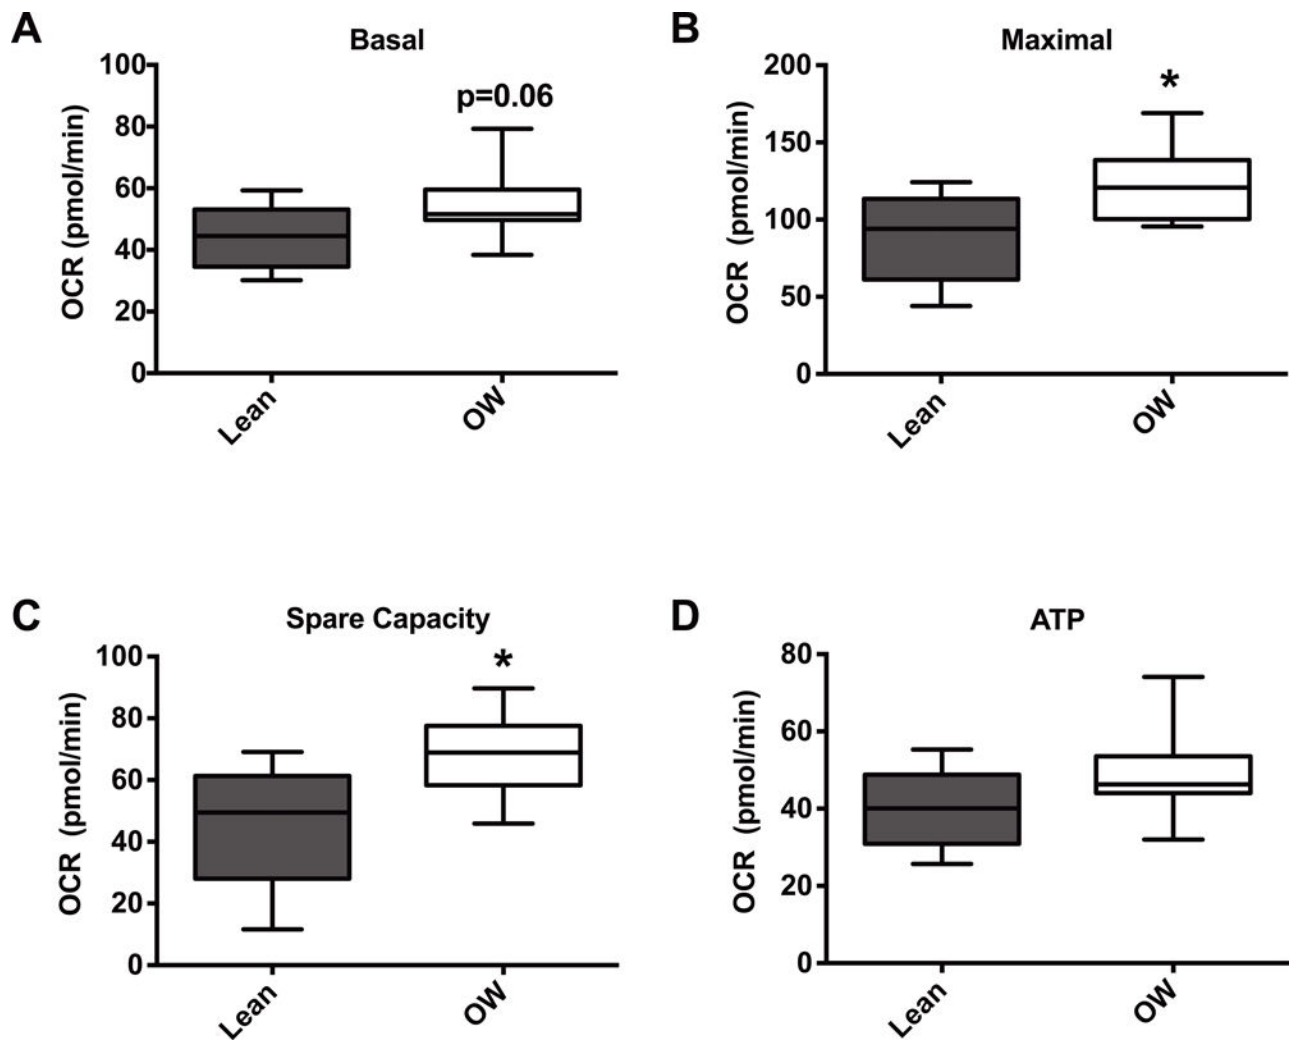 A
Basal
100
80
60
40
20
0
OCR (pmol/min)
p=0.06
Lean
OW
B
Maximal
200
150
100
50
0
OCR (pmol/min)
*
Lean
OW
C
Spare Capacity
100
80
60
40
20
0
OCR (pmol/min)
*
Lean
OW
D
ATP
80
60
40
20
0
OCR (pmol/min)
Lean
OW